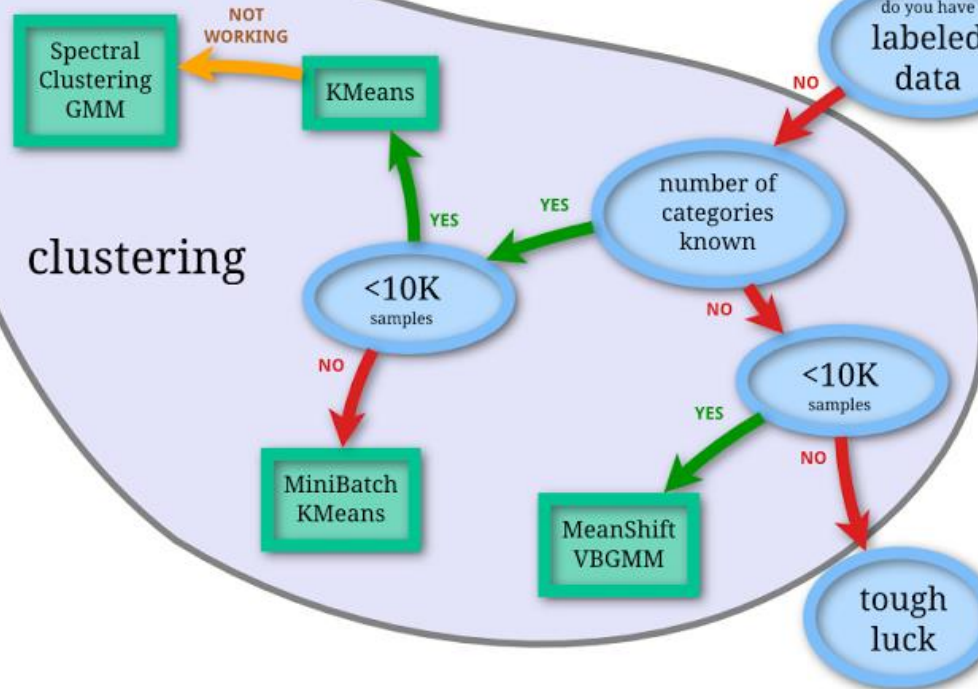 do you have
labeled
data
NO
number of
categories
known
YES
<10K
samples
YES
KMeans
NOT
WORKING
Spectral
Clustering
GMM
NO
MiniBatch
KMeans
NO
<10K
samples
YES
MeanShift
VBGMM
NO
tough
luck
clustering